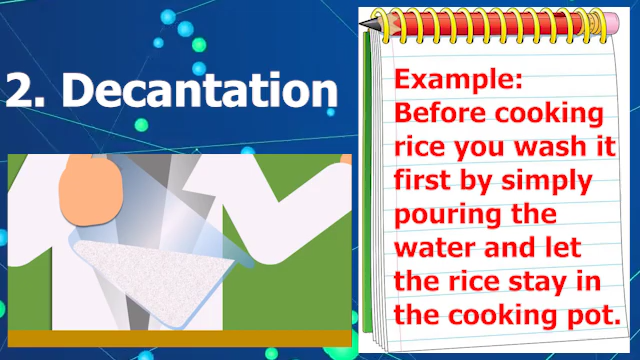 2. Decantation
Example:
Before cooking
rice you wash it
first by simply
pouring the
water and let
the rice stay in
the cooking pot.